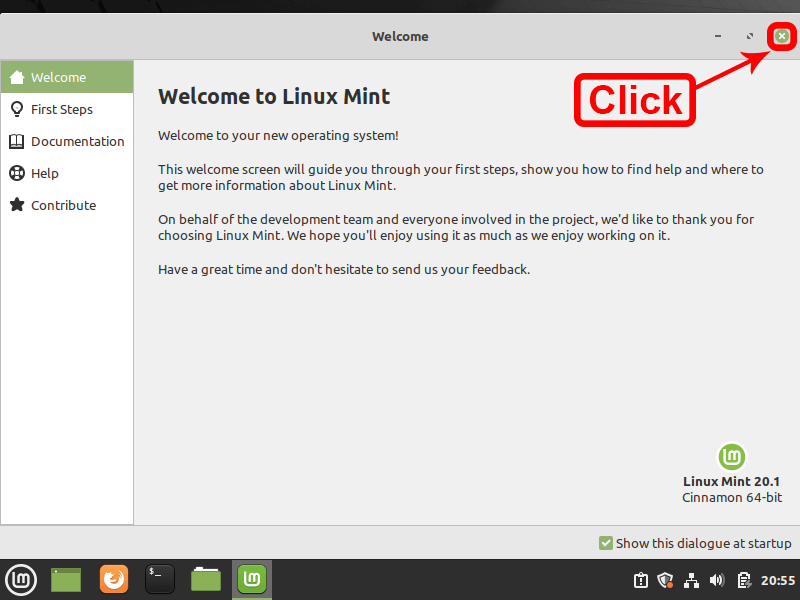 Welcome
Click
Welcome
First Steps
Documentation
Help
Contribute
Welcome to Linux Mint
Welcome to your new operating system!
This welcome screen will guide you through your first steps, show you how to find help and where to
get more information about Linux Mint.
On behalf of the development team and everyone involved in the project, we'd like to thank you for
choosing Linux Mint. We hope you'll enjoy using it as much as we enjoy working on it.
Have a great time and don't hesitate to send us your feedback.
Linux Mint 20.1
Cinnamon 64-bit
Show this dialogue at startup
$_
20:55